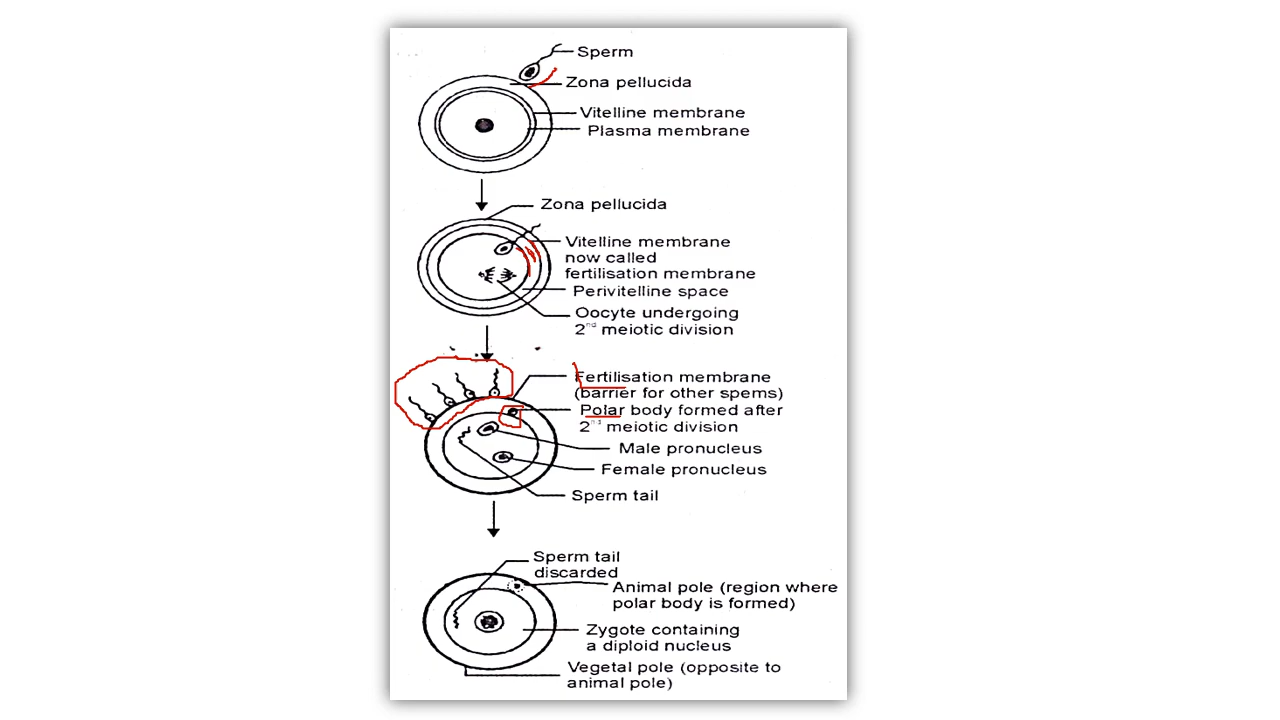 Sperm
Zona pellucida
Vitelline membrane
Plasma membrane
Zona pellucida
Vitelline membrane
now called
fertilisation membrane
Perivitelline space
Oocyte undergoing
2nd meiotic division
Fertilisation membrane
(barrier for other spems)
Polar body formed after
2nd meiotic division
Male pronucleus
Female pronucleus
Sperm tail
Sperm tail
discarded
Animal pole (region where
polar body is formed)
Zygote containing
a diploid nucleus
Vegetal pole (opposite to
animal pole)